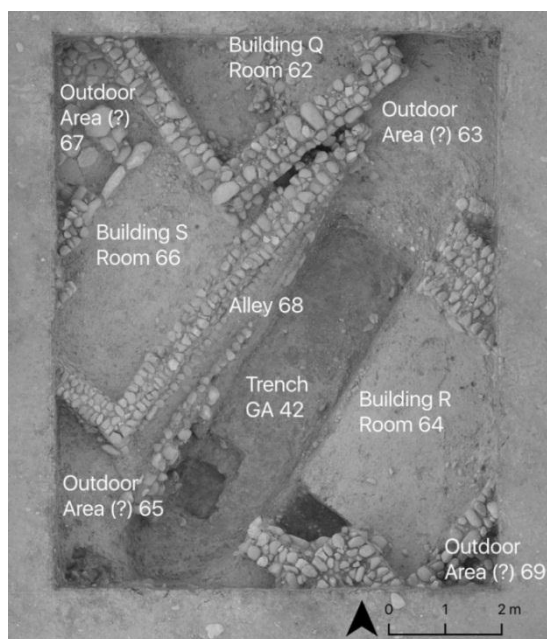 Building Q
Room 62
Outdoor
Area (?)
67
Outdoor
Area (?) 63
Building S
Room 66
Alley 68
Trench
GA 42
Building R
Room 64
Outdoor
Area (?) 65
Outdoor
Area (?) 69
0 1 2 m